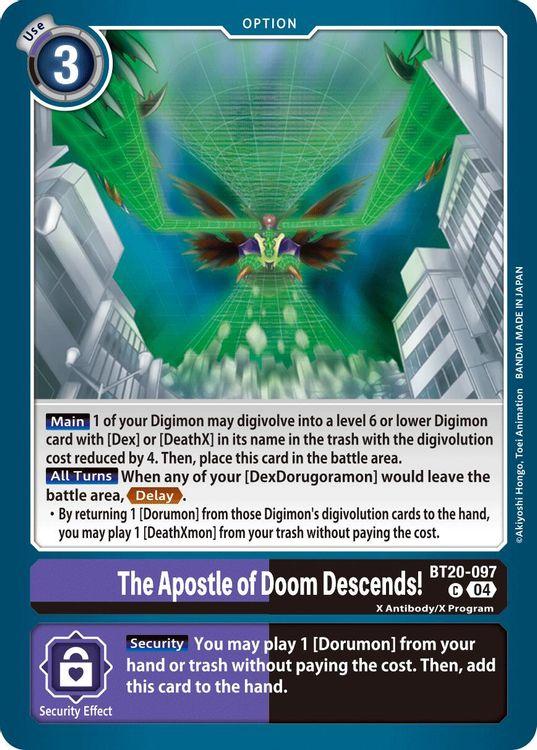 OPTION
Use
3
Main 1 of your Digimon may digivolve into a level 6 or lower Digimon
card with [Dex] or [DeathX] in its name in the trash with the digivolution
cost reduced by 4. Then, place this card in the battle area.
All Turns When any of your [DexDorugoramon] would leave the
battle area, Delay.
・By returning 1 [Dorumon] from those Digimon's digivolution cards to the hand,
you may play 1 [DeathXmon] from your trash without paying the cost.
©Akiyoshi Hongo, Toei Animation BANDAI MADE IN JAPAN
The Apostle of Doom Descends!
BT20-097
C 04
X Antibody/X Program
Security You may play 1 [Dorumon] from your
hand or trash without paying the cost. Then, add
this card to the hand.
Security Effect